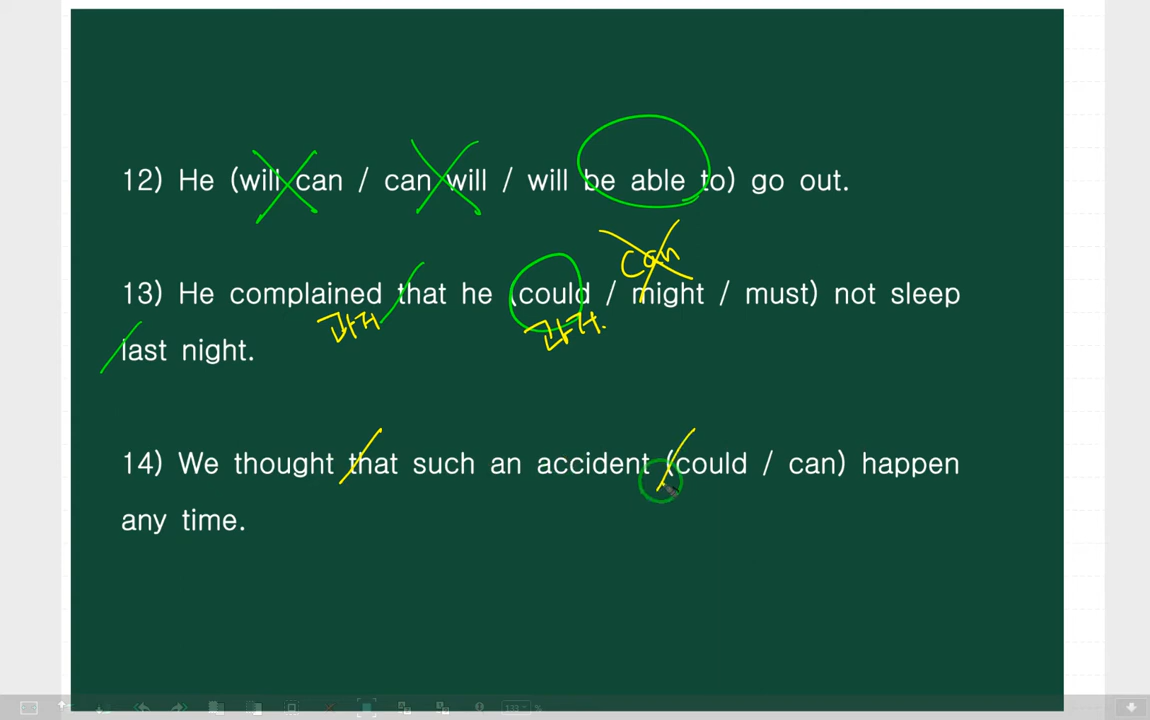 12) He (will can / can will / will be able to) go out.
can
13) He complained that he (could / might / must) not sleep
과거 과거.
last night.
14) We thought that such an accident (could / can) happen
any time.
133 %